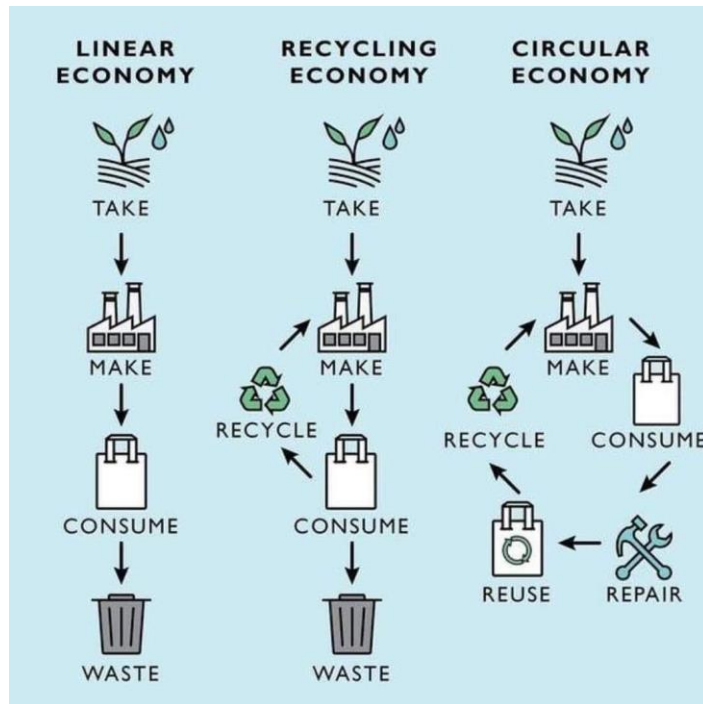 LINEAR
ECONOMY
TAKE
MAKE
CONSUME
WASTE
RECYCLING
ECONOMY
TAKE
MAKE
RECYCLE
CONSUME
WASTE
CIRCULAR
ECONOMY
TAKE
MAKE
CONSUME
REPAIR
REUSE
RECYCLE